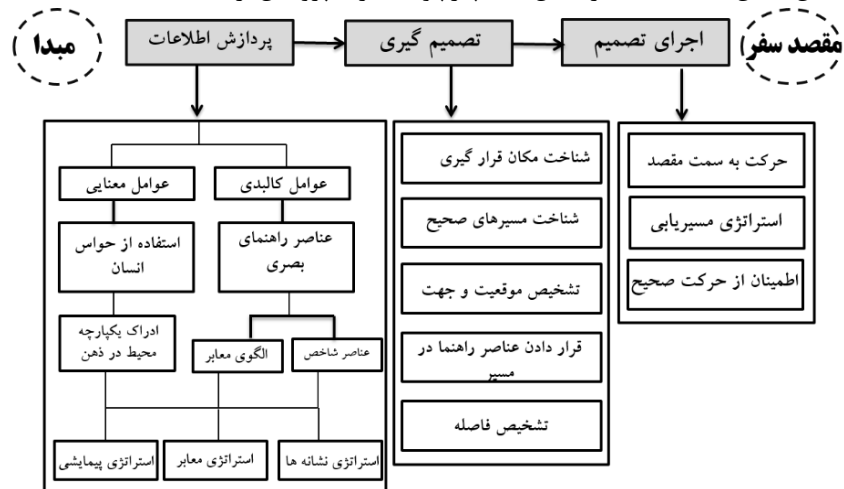 مبدا
پردازش اطلاعات
تصمیم گیری
اجرای تصمیم
مقصد سفر
عوامل کالبدی
عوامل معنایی
عناصر راهنمای
بصری
استفاده از حواس
انسان
عناصر شاخص
الگوی معابر
ادراک یکپارچه
محیط در ذهن
استراتژی نشانه ها
استراتژی معابر
استراتژی پیمایشی
شناخت مکان قرار گیری
شناخت مسیرهای صحیح
تشخیص موقعیت و جهت
قرار دادن عناصر راهنما در
مسیر
تشخیص فاصله
حرکت به سمت مقصد
استراتژی مسیریابی
اطمینان از حرکت صحیح